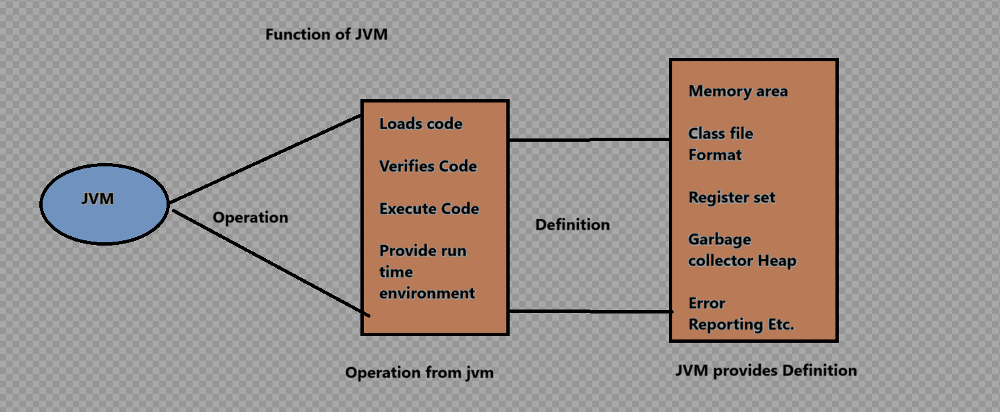 Function of JVM
JVM
Operation
Loads code
Verifies Code
Execute Code
Provide run
time
environment
Operation from jvm
Definition
Memory area
Class file
Format
Register set
Garbage
collector Heap
Error
Reporting Etc.
JVM provides Definition